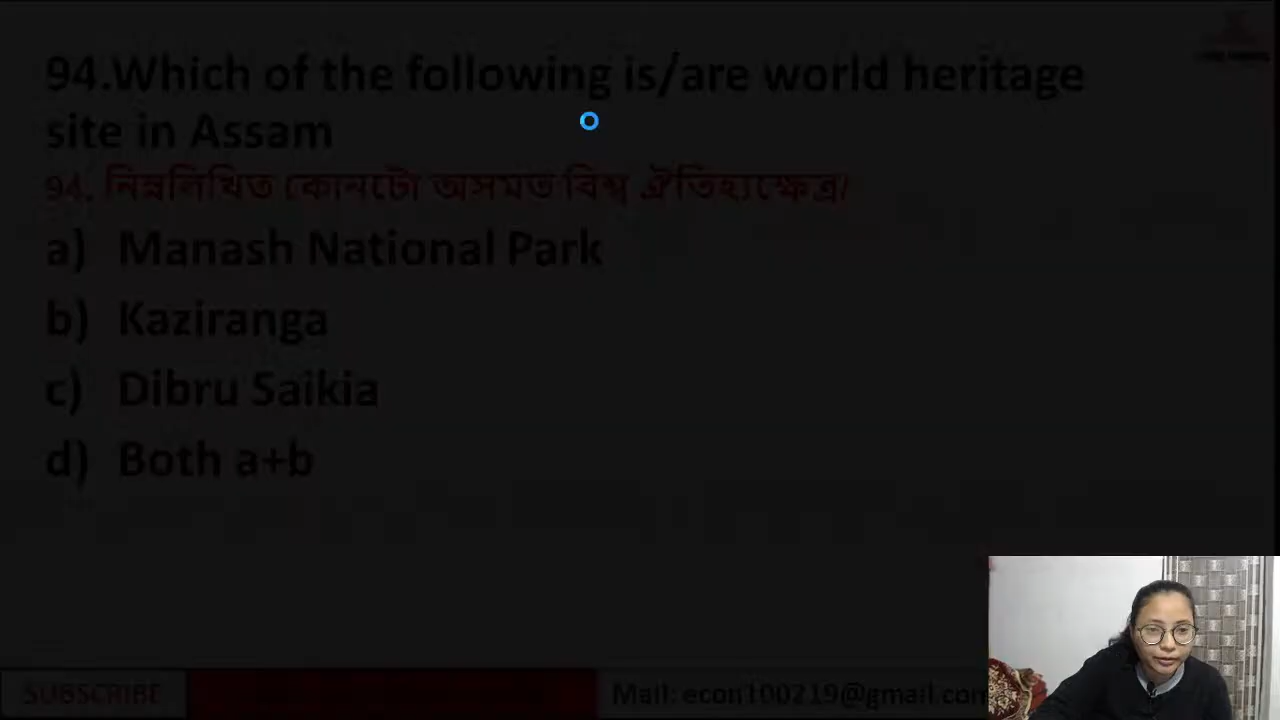 94.Which of the following is/are world heritage
site in Assam
94. নিম্নলিখিত কোনটো অসমত বিশ্ব ঐতিহ্যক্ষেত্ৰ/
a) Manash National Park
b) Kaziranga
c) Dibru Saikia
d) Both a+b
SUBSCRIBE
Mail: econ100219@gmail.com